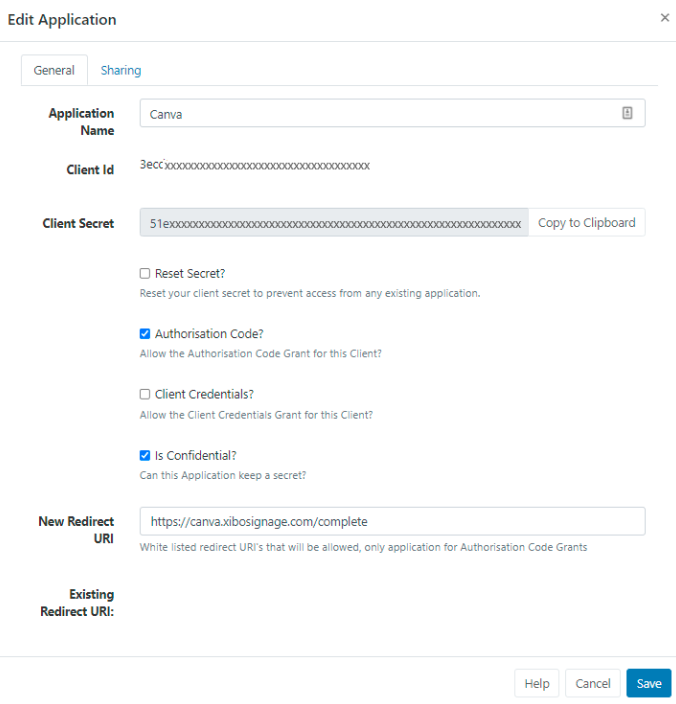 Edit Application
×
General Sharing
Application
Name
Canva
Client Id
3eccxxxxxxxxxxxxxxxxxxxxxxxxxxxxxxxxxxx
Client Secret
51exxxxxxxxxxxxxxxxxxxxxxxxxxxxxxxxxxxxxxxxxxxxxxxxxxxxxxxxxxxxx
Copy to Clipboard
Reset Secret?
Reset your client secret to prevent access from any existing application.
Authorisation Code?
Allow the Authorisation Code Grant for this Client?
Client Credentials?
Allow the Client Credentials Grant for this Client?
Is Confidential?
Can this Application keep a secret?
New Redirect
URI
https://canva.xibosignage.com/complete
White listed redirect URI's that will be allowed, only application for Authorisation Code Grants
Existing
Redirect URI:
Help Cancel Save